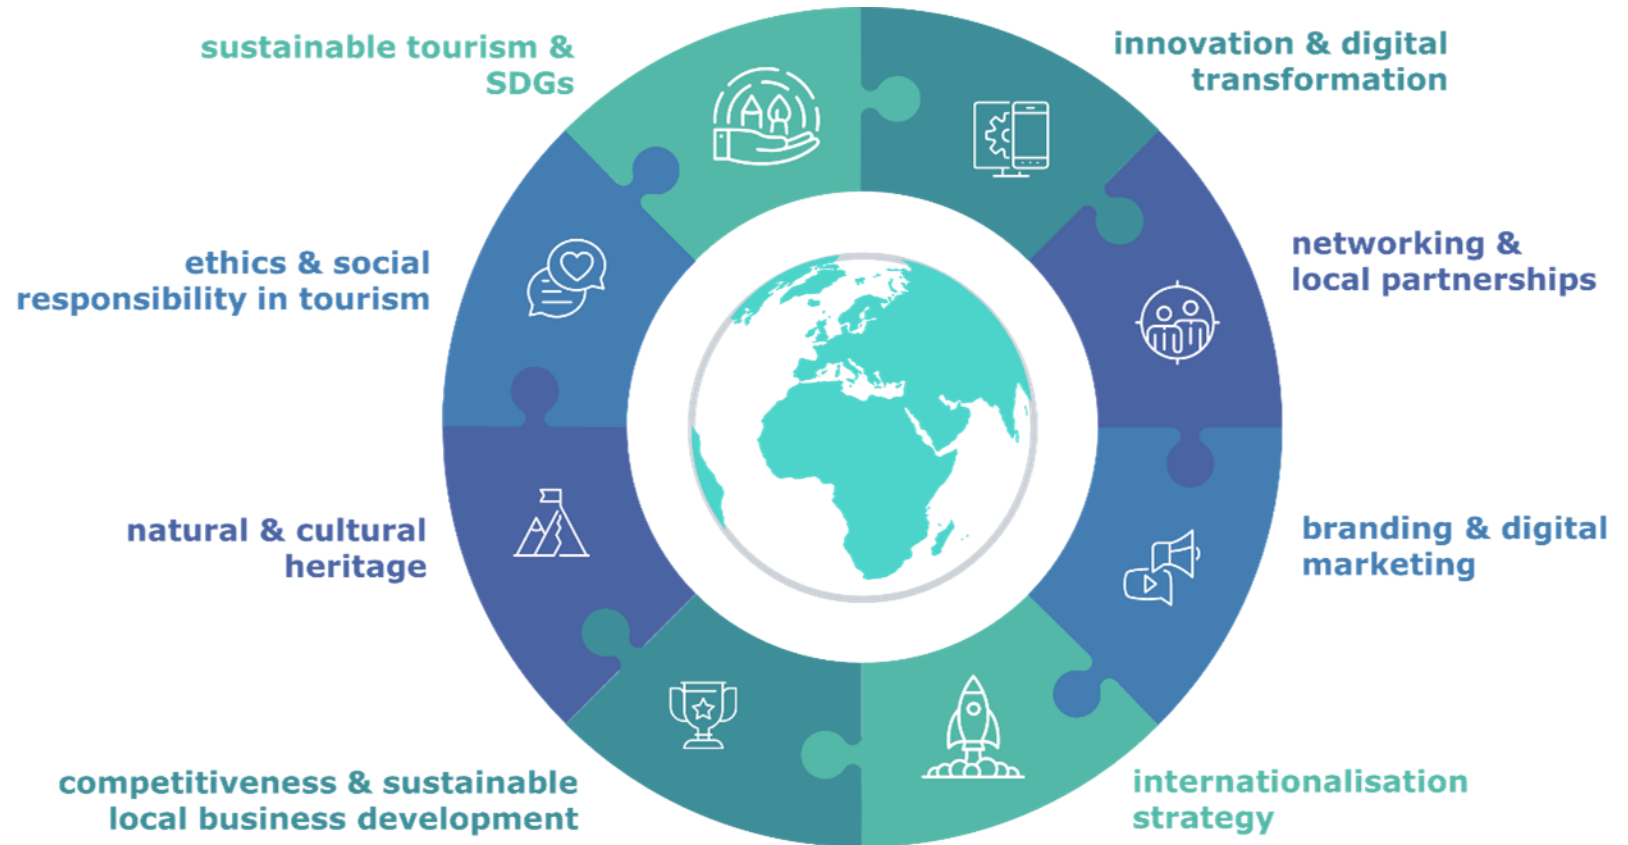 sustainable tourism &
SDGs
innovation & digital
transformation
networking &
local partnerships
branding & digital
marketing
internationalisation
strategy
competitiveness & sustainable
local business development
natural & cultural
heritage
ethics & social
responsibility in tourism